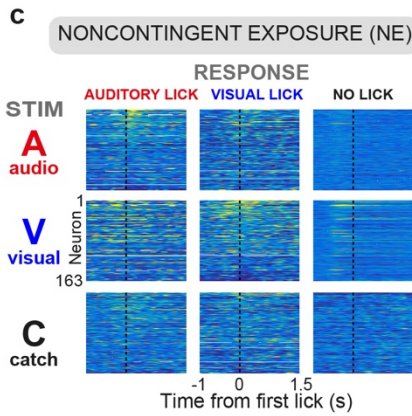 c
NONCONTINGENT EXPOSURE (NE)
RESPONSE
STIM
AUDITORY LICK
VISUAL LICK
NO LICK
A
audio
V
visual
C
catch
1
Neuron
163
-1 0 1.5
Time from first lick (s)